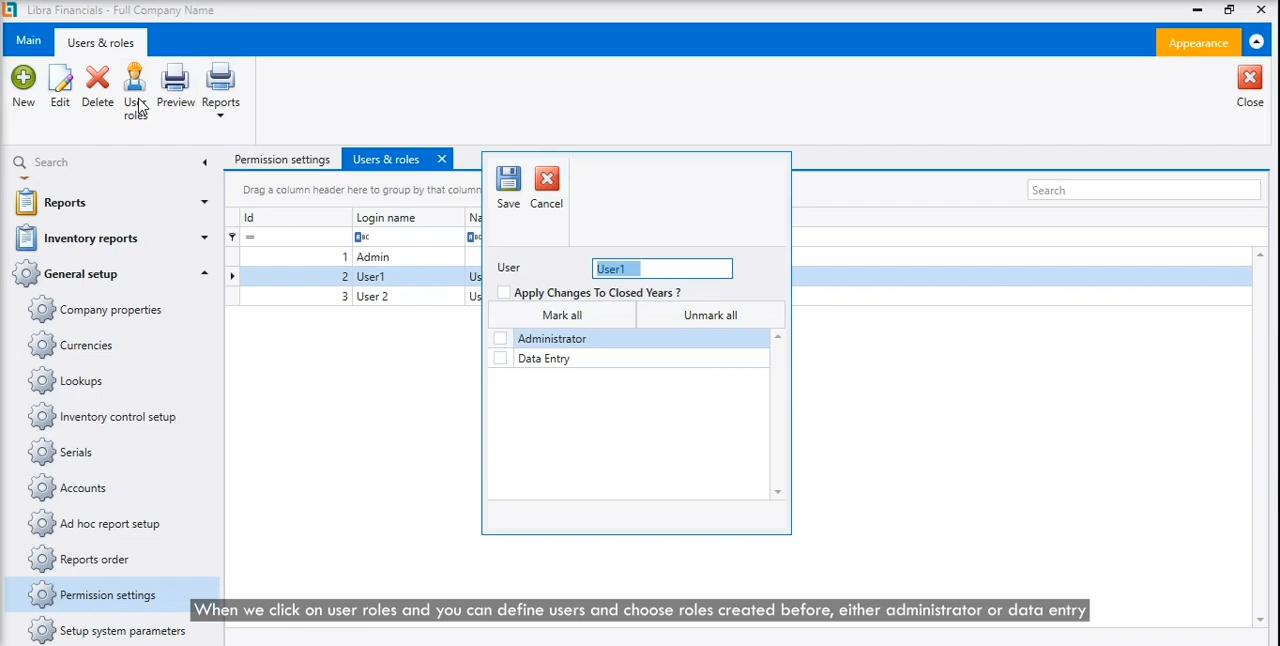 Libra Financials - Full Company Name
Main
Users & roles
Appearance
New
Edit
Delete
User roles
Preview
Reports
Close
Search
Permission settings
Users & roles
Reports
Inventory reports
General setup
Company properties
Currencies
Lookups
Inventory control setup
Serials
Accounts
Ad hoc report setup
Reports order
Permission settings
Setup system parameters
Drag a column header here to group by that column
Search
Id
Login name
Na
1 Admin
2 User1 Us
3 User 2 Us
Save
Cancel
User
User1
Apply Changes To Closed Years ?
Mark all
Unmark all
Administrator
Data Entry
When we click on user roles and you can define users and choose roles created before, either administrator or data entry